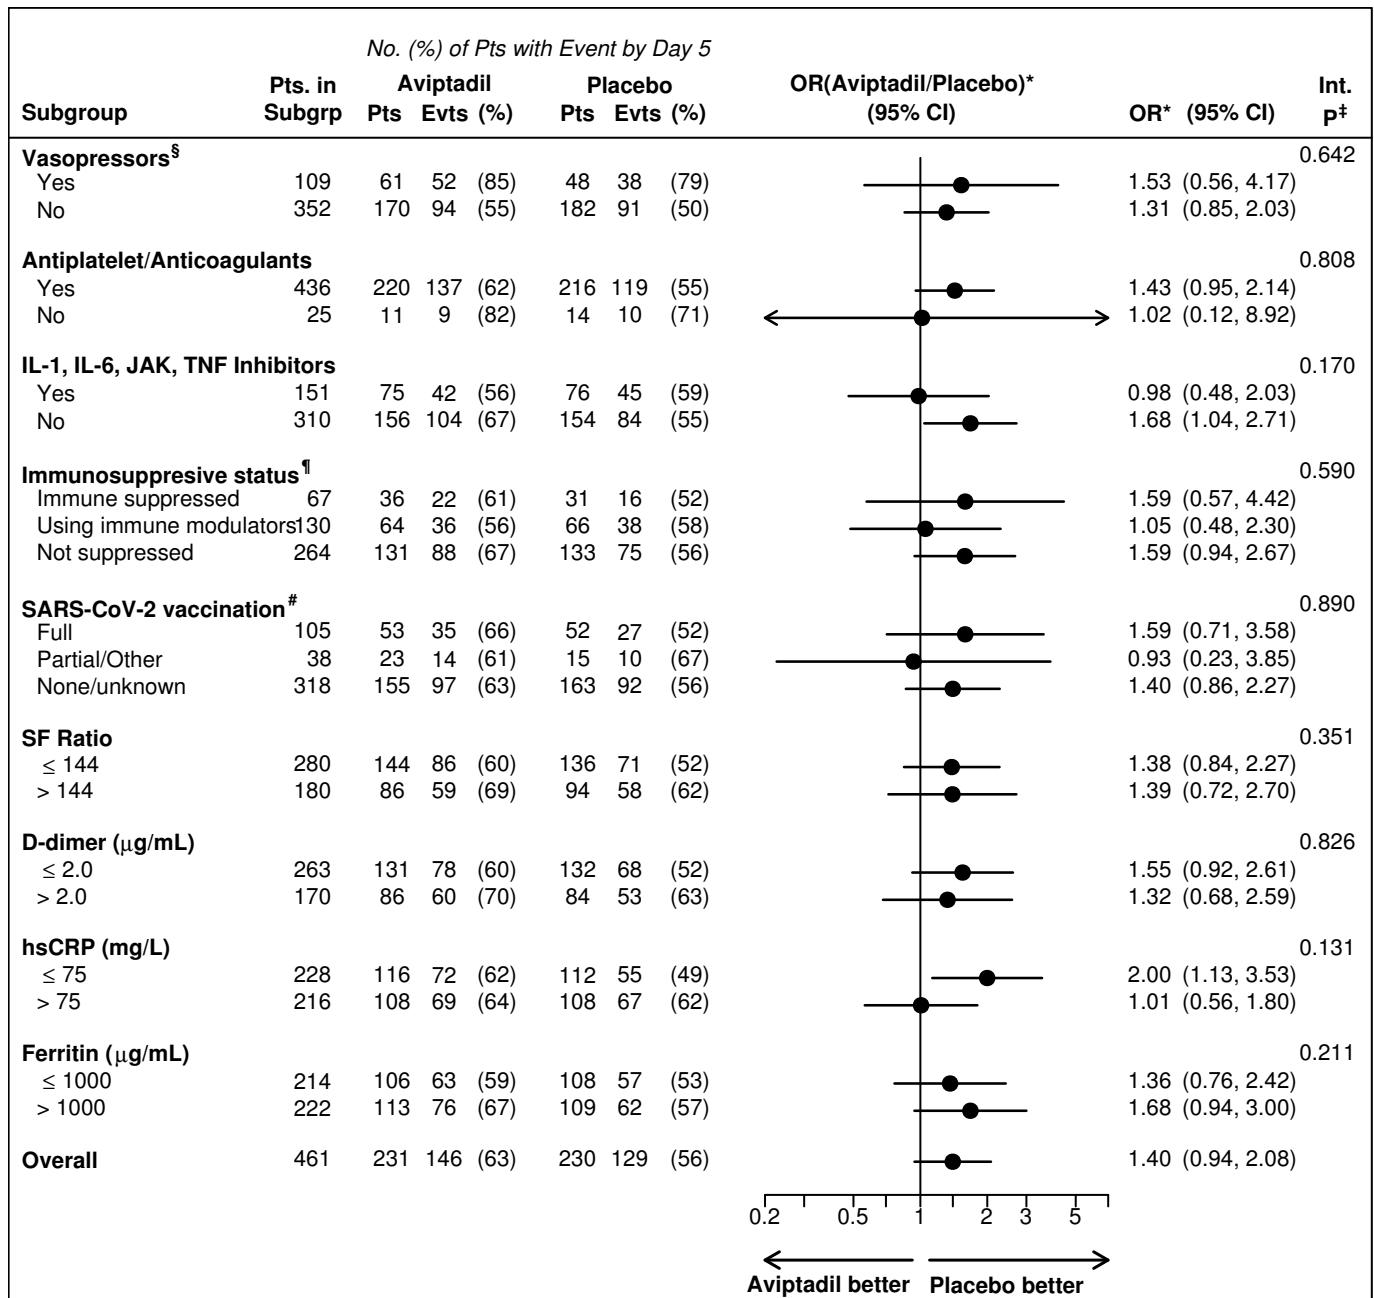 No. (%) of Pts with Event by Day 5
Pts. in Aviptadil Placebo OR(Aviptadil/Placebo)* Int.
Subgroup Subgrp Pts Evts (%) Pts Evts (%) (95% CI) OR* (95% CI) P‡
Vasopressors§ 0.642
Yes 109 61 52 (85) 48 38 (79) 1.53 (0.56, 4.17)
No 352 170 94 (55) 182 91 (50) 1.31 (0.85, 2.03)
Antiplatelet/Anticoagulants 0.808
Yes 436 220 137 (62) 216 119 (55) 1.43 (0.95, 2.14)
No 25 11 9 (82) 14 10 (71) 1.02 (0.12, 8.92)
IL-1, IL-6, JAK, TNF Inhibitors 0.170
Yes 151 75 42 (56) 76 45 (59) 0.98 (0.48, 2.03)
No 310 156 104 (67) 154 84 (55) 1.68 (1.04, 2.71)
Immunosuppresive status¶ 0.590
Immune suppressed 67 36 22 (61) 31 16 (52) 1.59 (0.57, 4.42)
Using immune modulators 130 64 36 (56) 66 38 (58) 1.05 (0.48, 2.30)
Not suppressed 264 131 88 (67) 133 75 (56) 1.59 (0.94, 2.67)
SARS-CoV-2 vaccination# 0.890
Full 105 53 35 (66) 52 27 (52) 1.59 (0.71, 3.58)
Partial/Other 38 23 14 (61) 15 10 (67) 0.93 (0.23, 3.85)
None/unknown 318 155 97 (63) 163 92 (56) 1.40 (0.86, 2.27)
SF Ratio 0.351
≤ 144 280 144 86 (60) 136 71 (52) 1.38 (0.84, 2.27)
> 144 180 86 59 (69) 94 58 (62) 1.39 (0.72, 2.70)
D-dimer (μg/mL) 0.826
≤ 2.0 263 131 78 (60) 132 68 (52) 1.55 (0.92, 2.61)
> 2.0 170 86 60 (70) 84 53 (63) 1.32 (0.68, 2.59)
hsCRP (mg/L) 0.131
≤ 75 228 116 72 (62) 112 55 (49) 2.00 (1.13, 3.53)
> 75 216 108 69 (64) 108 67 (62) 1.01 (0.56, 1.80)
Ferritin (μg/mL) 0.211
≤ 1000 214 106 63 (59) 108 57 (53) 1.36 (0.76, 2.42)
> 1000 222 113 76 (67) 109 62 (57) 1.68 (0.94, 3.00)
Overall 461 231 146 (63) 230 129 (56) 1.40 (0.94, 2.08)
0.2 0.5 1 2 3 5
Aviptadil better Placebo better